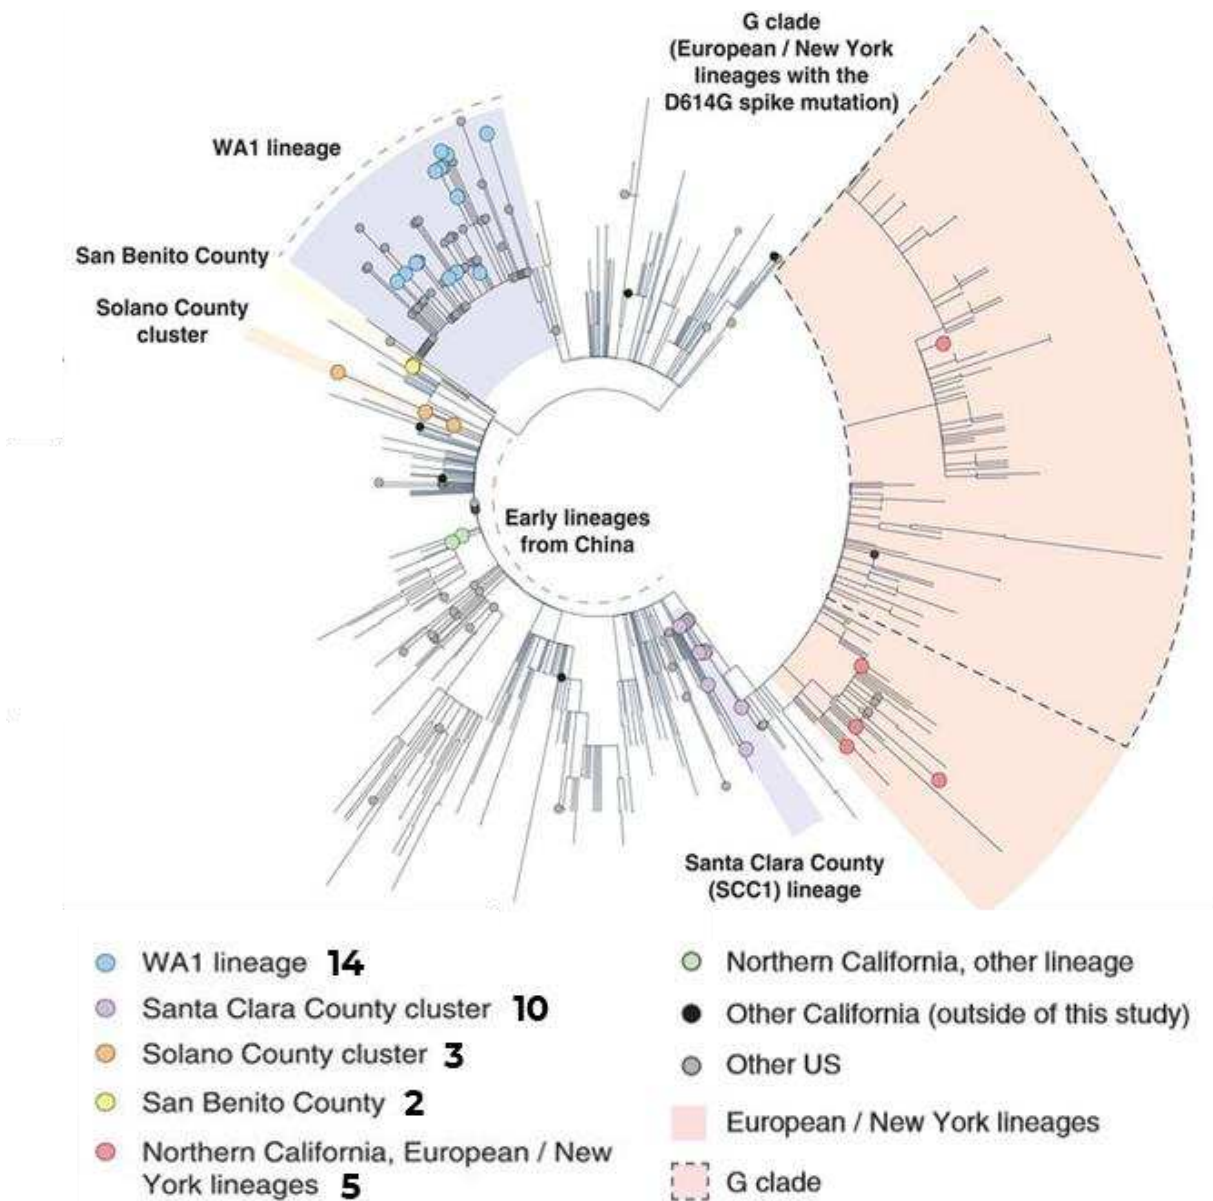 G clade
(European / New York
lineages with the
D614G spike mutation)
WA1 lineage
San Benito County
Solano County
cluster
Early lineages
from China
Santa Clara County
(SCC1) lineage
WA1 lineage 14
Santa Clara County cluster 10
Solano County cluster 3
San Benito County 2
Northern California, European / New
York lineages 5
Northern California, other lineage
Other California (outside of this study)
Other US
European / New York lineages
G clade